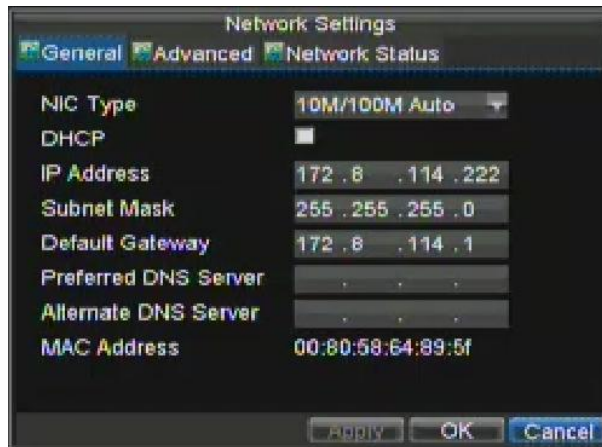 Network Settings
General Advanced Network Status
NIC Type 10M/100M Auto
DHCP
IP Address 172 .8 .114 .222
Subnet Mask 255 .255 .255 .0
Default Gateway 172 .8 .114 .1
Preferred DNS Server . . .
Alternate DNS Server . . .
MAC Address 00:80:58:64:89:5f
Apply OK Cancel